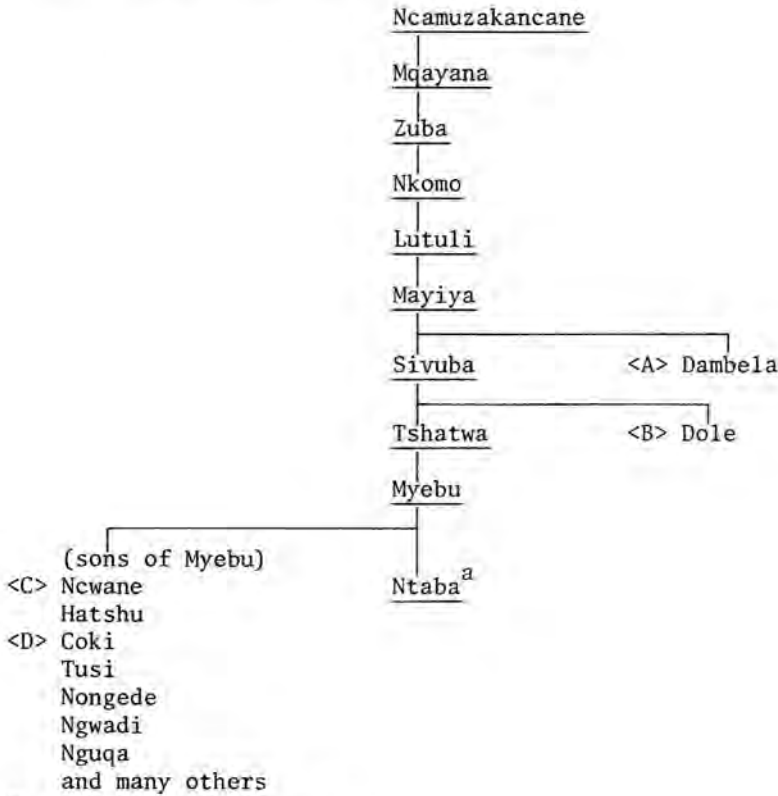 Ncamuzakancane
Mqayana
Zuba
Nkomo
Lutuli
Mayiya
Sivuba <A> Dambela
Tshatwa <B> Dole
Myebu
(sons of Myebu)
<C> Ncwane Ntaba a
Hatshu
<D> Coki
Tusi
Nongede
Ngwadi
Nguqa
and many others